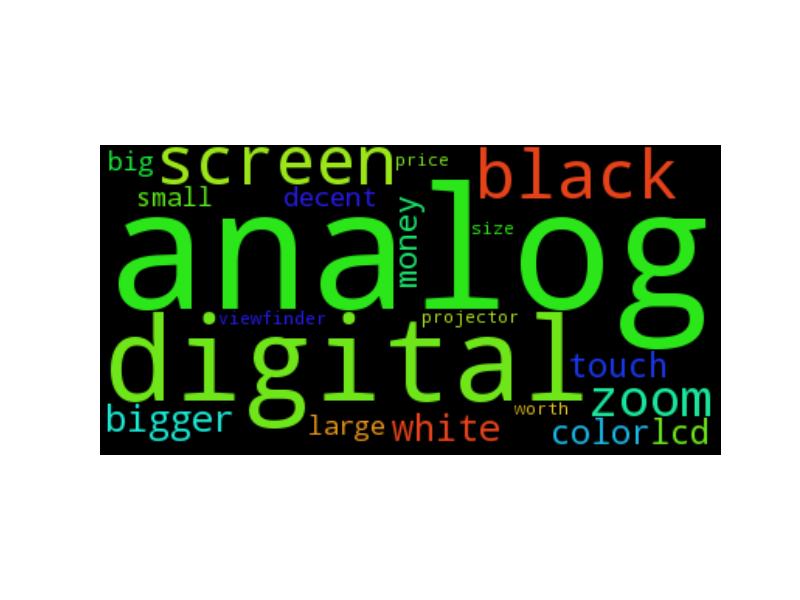 big screen price black
small decent
analog
money
size
viewfinder projector
digital
touch
zoom
worth
bigger large white color lcd